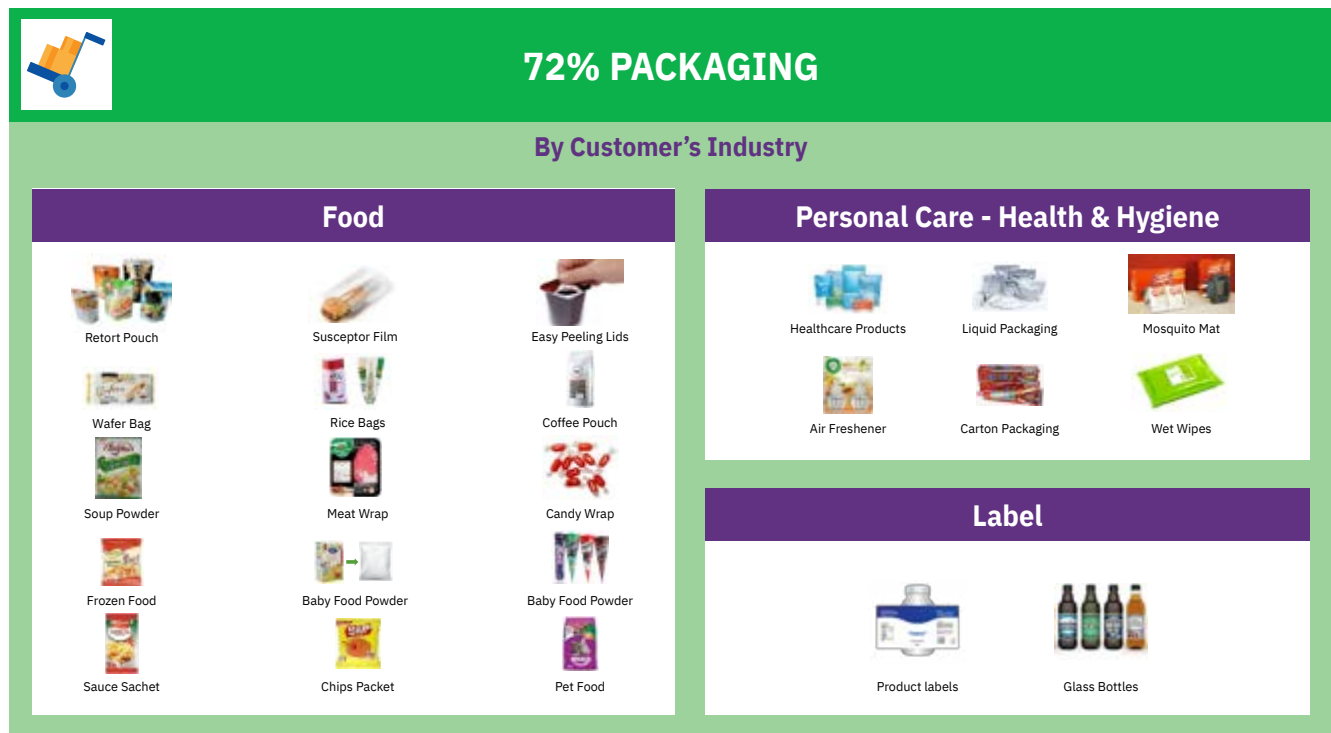 72% PACKAGING
By Customer’s Industry
Food
Retort Pouch
Susceptor Film
Easy Peeling Lids
Wafer Bag
Rice Bags
Coffee Pouch
Soup Powder
Meat Wrap
Candy Wrap
Frozen Food
Baby Food Powder
Baby Food Powder
Sauce Sachet
Chips Packet
Pet Food
Personal Care - Health & Hygiene
Healthcare Products
Liquid Packaging
Mosquito Mat
Air Freshener
Carton Packaging
Wet Wipes
Label
Product labels
Glass Bottles